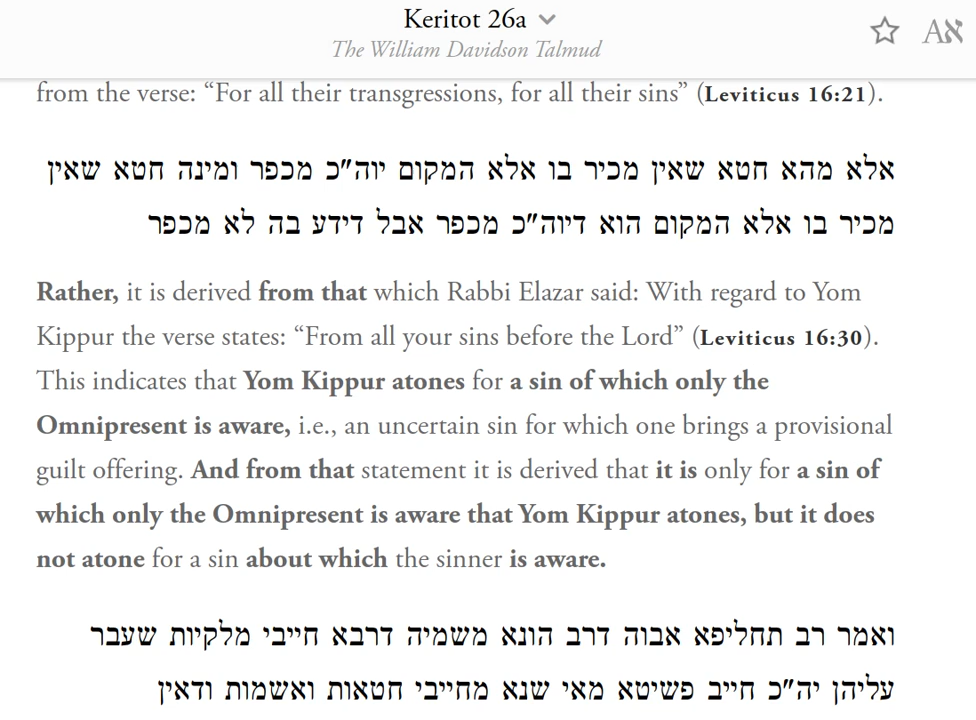 Keritot 26a
The William Davidson Talmud
Aא
from the verse: “For all their transgressions, for all their sins” (Leviticus 16:21).
אלא מהא חטא שאין מכיר בו אלא המקום יוה״כ מכפר ומינה חטא שאין
מכיר בו אלא המקום הוא דיוה״כ מכפר אבל דידע בה לא מכפר
Rather, it is derived from that which Rabbi Elazar said: With regard to Yom
Kippur the verse states: “From all your sins before the Lord” (Leviticus 16:30).
This indicates that Yom Kippur atones for a sin of which only the
Omnipresent is aware, i.e., an uncertain sin for which one brings a provisional
guilt offering. And from that statement it is derived that it is only for a sin of
which only the Omnipresent is aware that Yom Kippur atones, but it does
not atone for a sin about which the sinner is aware.
ואמר רב תחליפא אבוה דרב הונא משמיה דרבא חייבי מלקיות שעבר
עליהן יה״כ חייב פשיטא מאי שנא מחייבי חטאות ואשמות ודאין